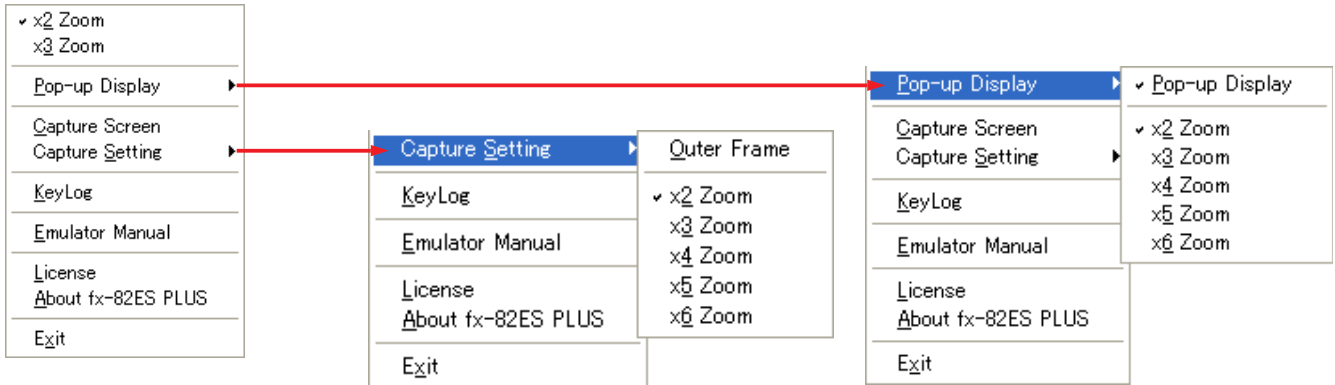 x2 Zoom
x3 Zoom
Pop-up Display
Capture Screen
Capture Setting
KeyLog
Emulator Manual
License
About fx-82ES PLUS
Exit
Capture Setting
KeyLog
Emulator Manual
License
About fx-82ES PLUS
Exit
Outer Frame
x2 Zoom
x3 Zoom
x4 Zoom
x5 Zoom
x6 Zoom
Pop-up Display
Capture Screen
Capture Setting
KeyLog
Emulator Manual
License
About fx-82ES PLUS
Exit
Pop-up Display
x2 Zoom
x3 Zoom
x4 Zoom
x5 Zoom
x6 Zoom